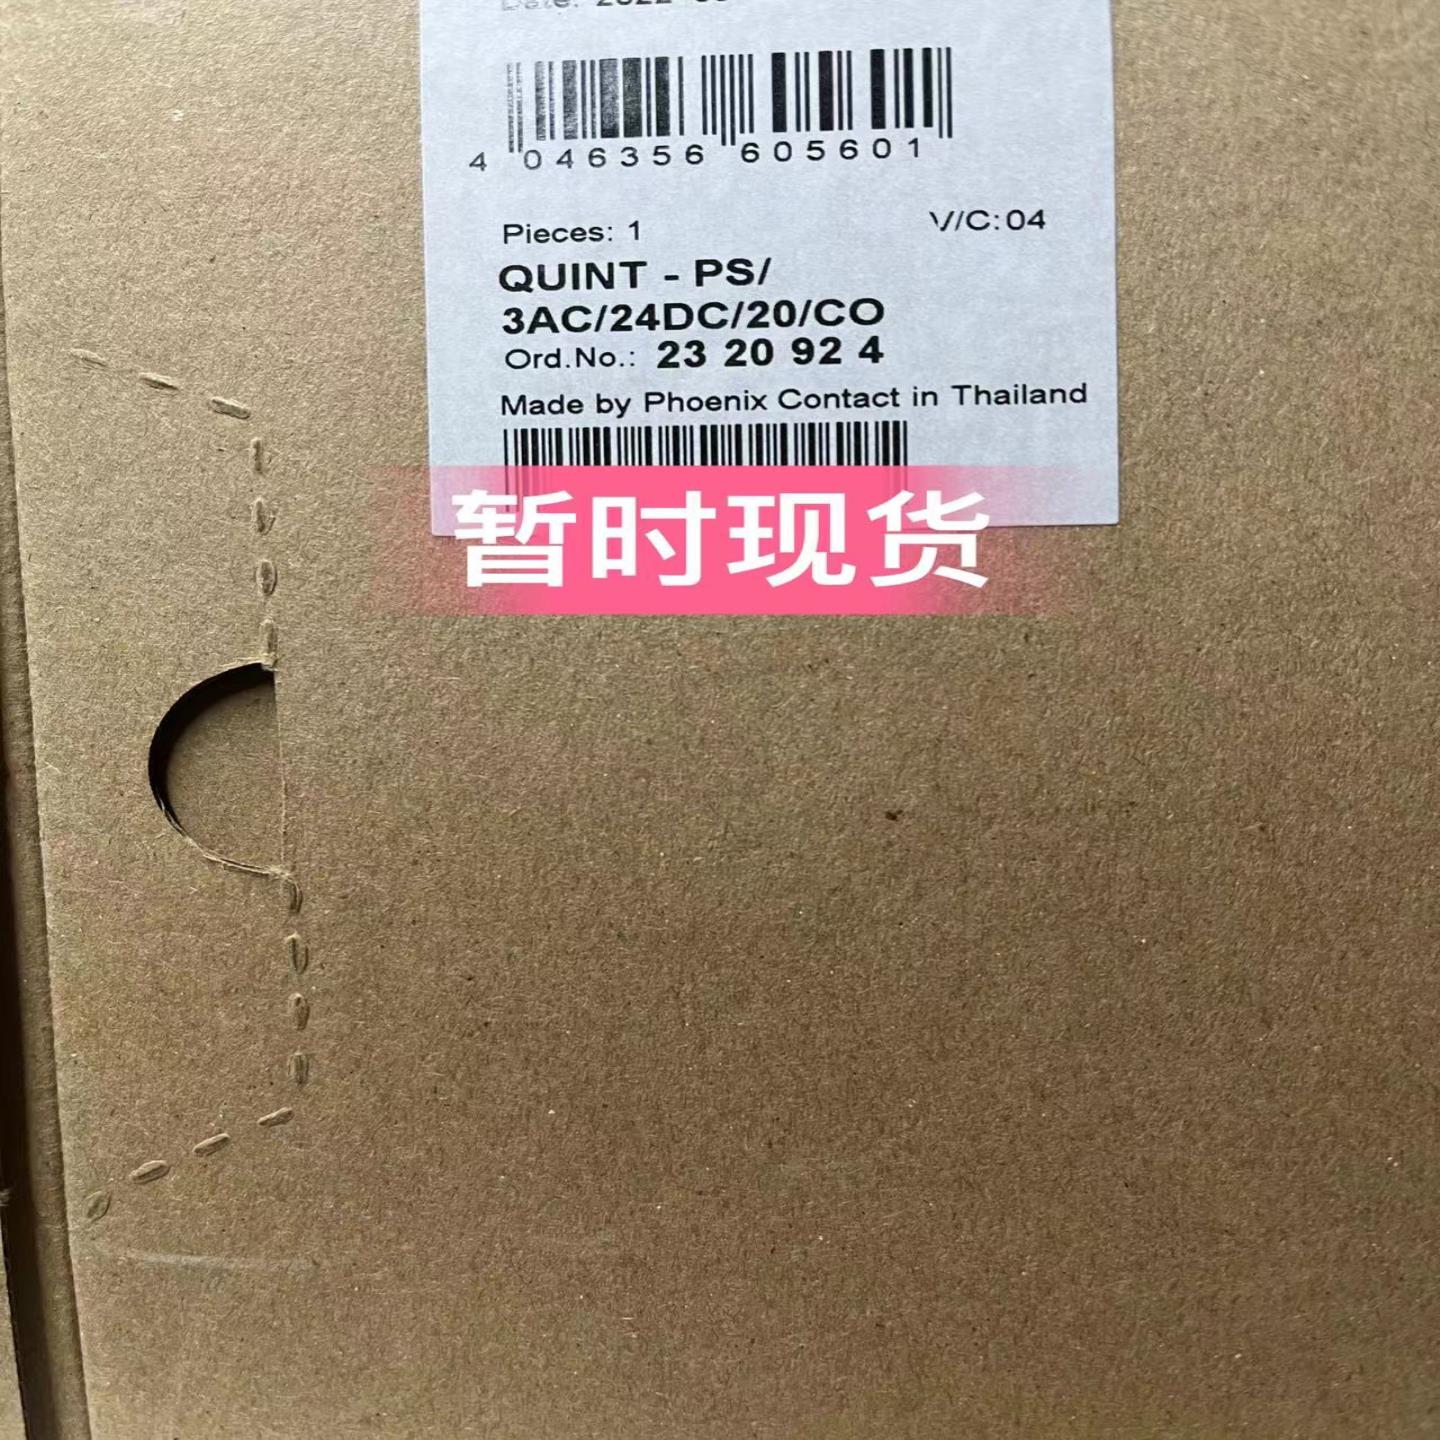 4 046356 605601
Pieces: 1
V/C:04
QUINT - PS/
3AC/24DC/20/CO
Ord.No.: 23 20 92 4
Made by Phoenix Contact in Thailand
暂时现货